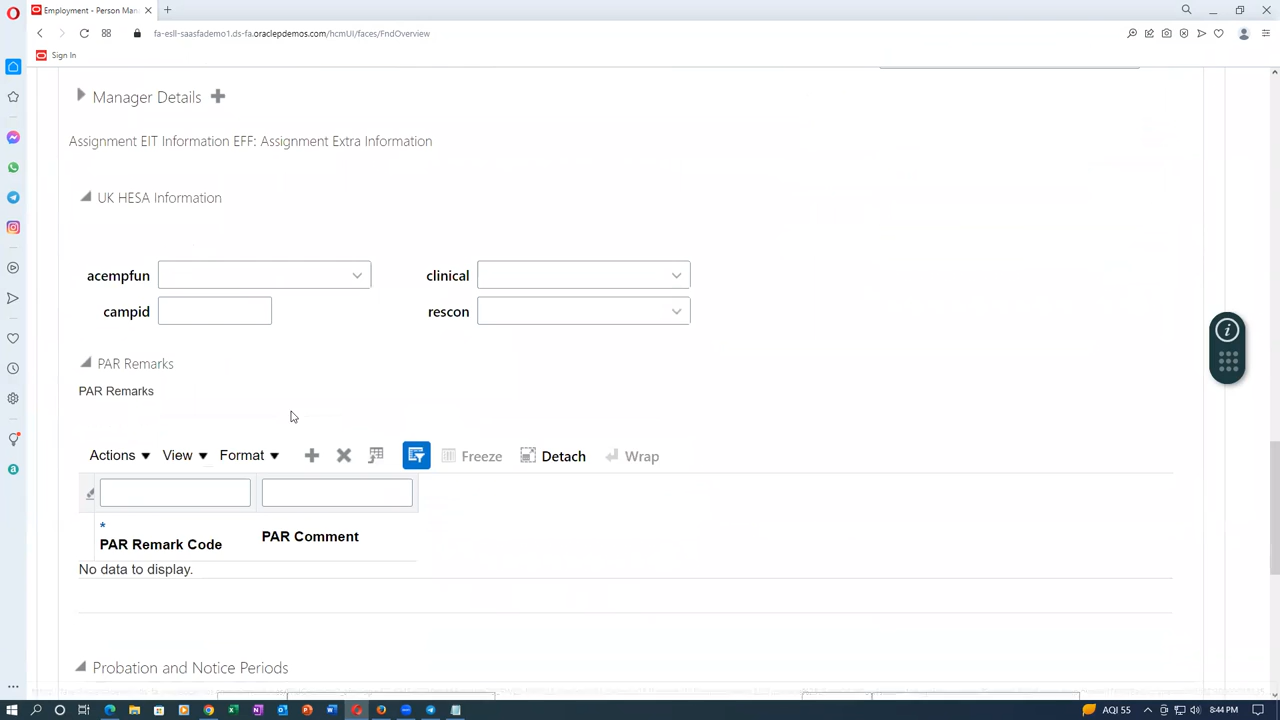 Employment - Person Man
fa-esll-saasfademo1.ds-fa.oraclepdemos.com/hcmUI/faces/FndOverview
Sign In
Manager Details
Assignment EIT Information EFF: Assignment Extra Information
UK HESA Information
acempfun clinical
campid rescon
PAR Remarks
PAR Remarks
Actions View Format Freeze Detach Wrap
*
PAR Remark Code PAR Comment
No data to display.
Probation and Notice Periods
AQI 55 8:44 PM